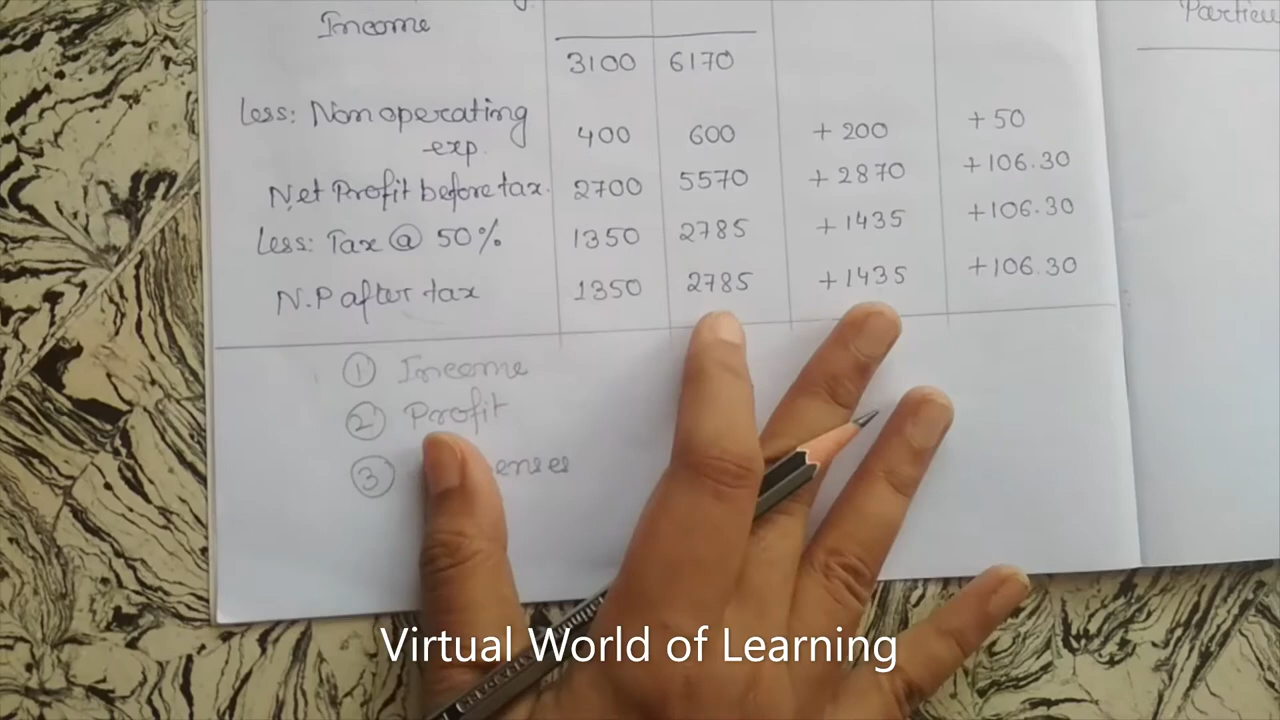 Particu
Income
3100 6170
Less: Non operating
exp. 400 600 + 200 + 50
Net Profit before tax. 2700 5570 + 2870 + 106.30
Less: Tax @ 50% 1350 2785 + 1435 + 106.30
N.P after tax 1350 2785 + 1435 + 106.30
① Income
② Profit
③ enses
Virtual World of Learning